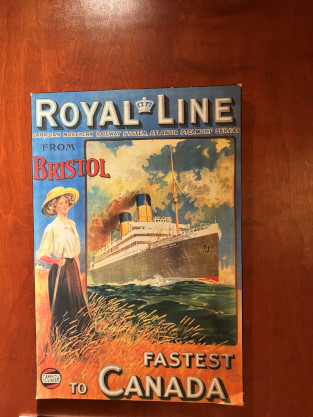 ROYAL LINE
CANADIAN NORTHERN RAILWAY SYSTEM, ATLANTIC STEAMSHIP SERVICE
FROM
BRISTOL
FASTEST
TO CANADA